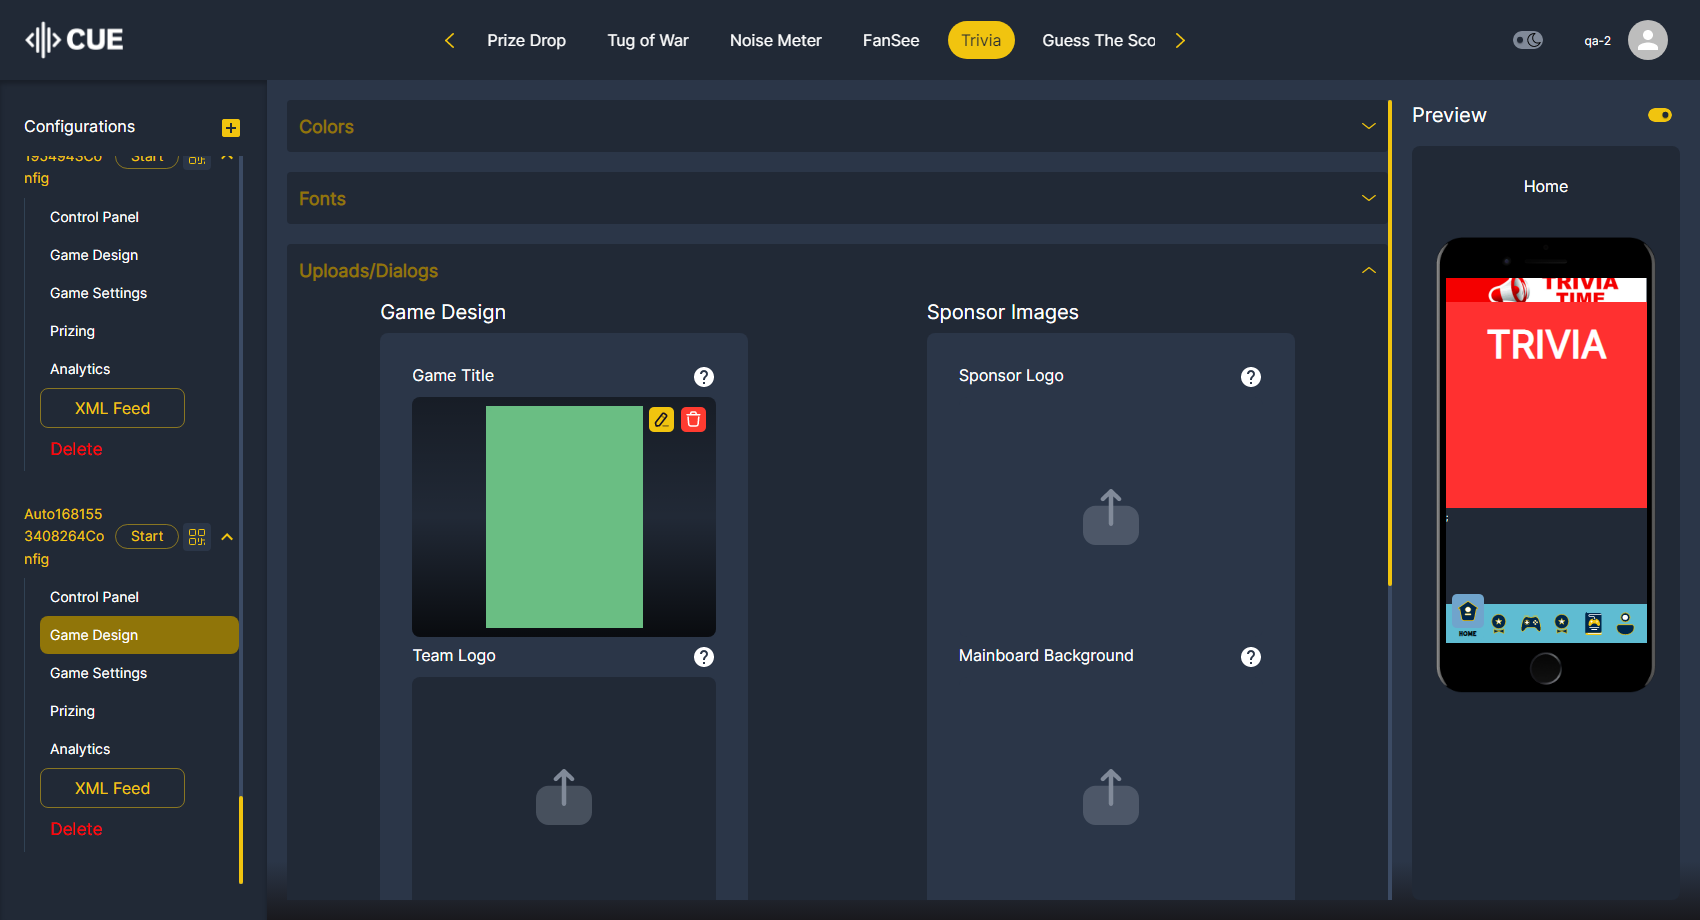 CUE
Prize Drop
Tug of War
Noise Meter
FanSee
Trivia
Guess The Sco
qa-2
Configurations
1954943Co
nfig
Start
Control Panel
Game Design
Game Settings
Prizing
Analytics
XML Feed
Delete
Auto168155
3408264Co
nfig
Start
Control Panel
Game Design
Game Settings
Prizing
Analytics
XML Feed
Delete
Colors
Fonts
Uploads/Dialogs
Game Design
Game Title
?
Team Logo
?
Sponsor Images
Sponsor Logo
?
Mainboard Background
?
Preview
Home
TRIVIA
TIME
TRIVIA
;
HOME